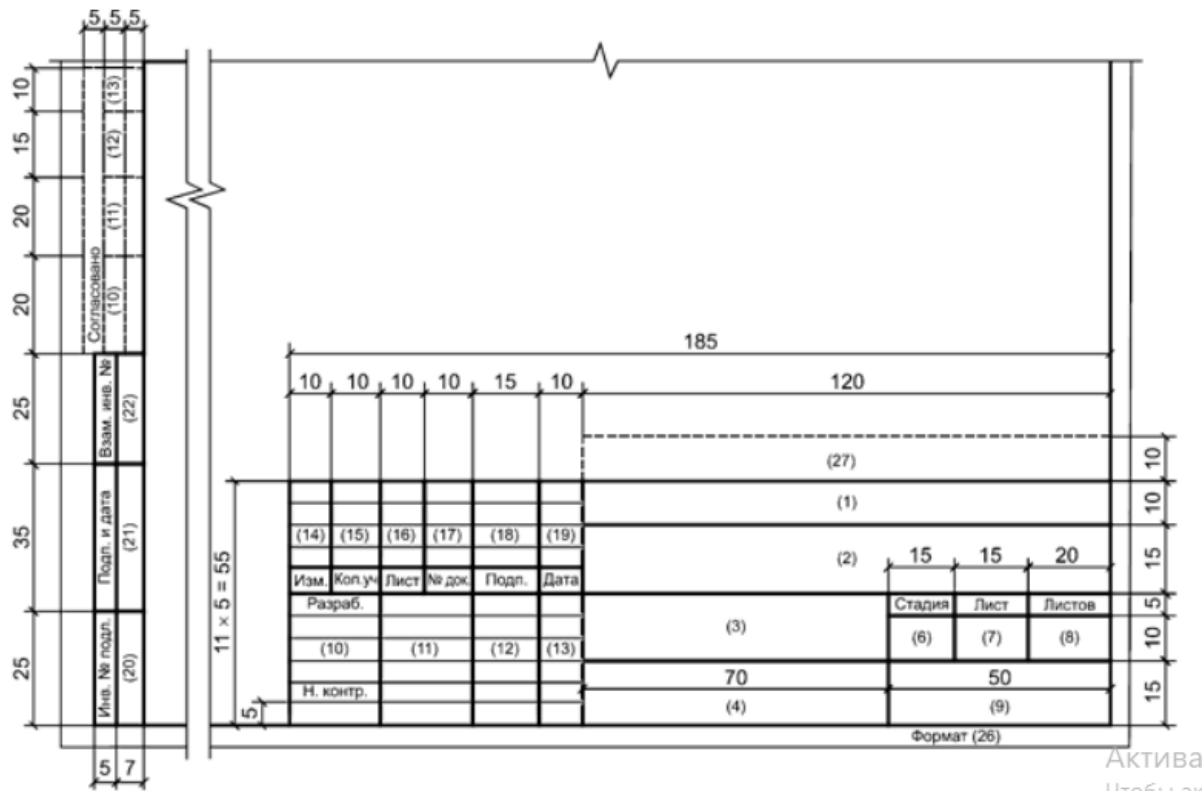 5 5 5
10 (13)
15 (12)
20 (11)
20 (10)
Согласовано
185
10 10 10 10 15 10 120
25 Взам. инв. № (22)
(27) 10
(1) 10
35 Подп. и дата (21)
(14) (15) (16) (17) (18) (19)
(2) 15 15 20 15
11 × 5 = 55
Изм. Кол.уч Лист № док. Подп. Дата
Разраб. Стадия Лист Листов 5
(3) (6) (7) (8) 10
(10) (11) (12) (13)
25 Инв. № подл. (20)
Н. контр. 70 50 15
5 (4) (9)
Формат (26)
5 7
Актива